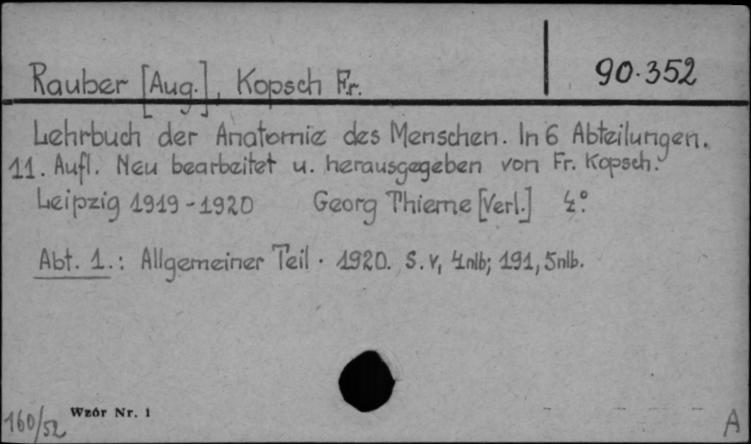 90.352
Rauber [Aug.], Kopsch Fr.
Lehrbuch der Anatomie des Menschen. In 6 Abteilungen.
11. Aufl. Neu bearbeitet u. herausgegeben von Fr. Kopsch.
Leipzig 1919-1920 Georg Thieme [Verl.] 4°.
Abt. 1.: Allgemeiner Teil. 1920. S. V, 4nlb; 191, 5nlb.
160/52 Wzór Nr. 1 A